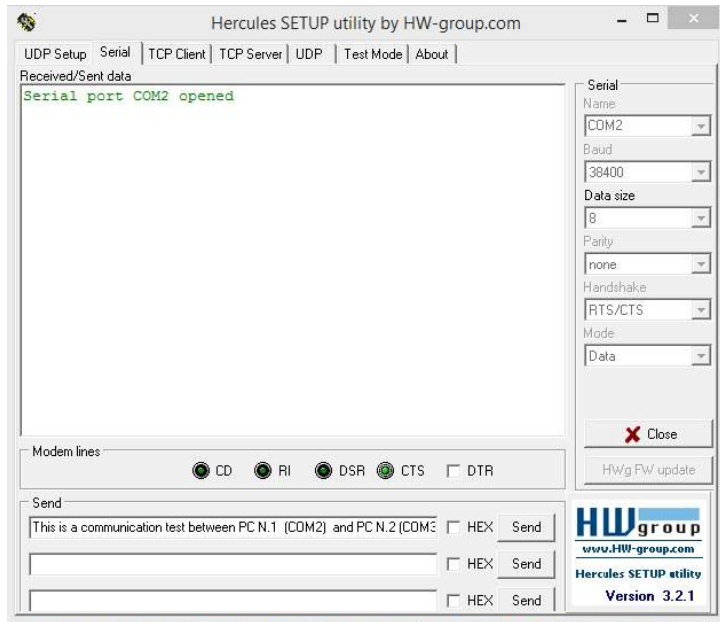 Hercules SETUP utility by HW-group.com
UDP Setup Serial TCP Client TCP Server UDP Test Mode About
Received/Sent data
Serial port COM2 opened
Serial
Name
COM2
Baud
38400
Data size
8
Parity
none
Handshake
RTS/CTS
Mode
Data
Close
HWg FW update
Modem lines
CD RI DSR CTS DTR
Send
This is a communication test between PC N.1 (COM2) and PC N.2 (COM3 HEX Send
HEX Send
HEX Send
HW group
www.HW-group.com
Hercules SETUP utility
Version 3.2.1